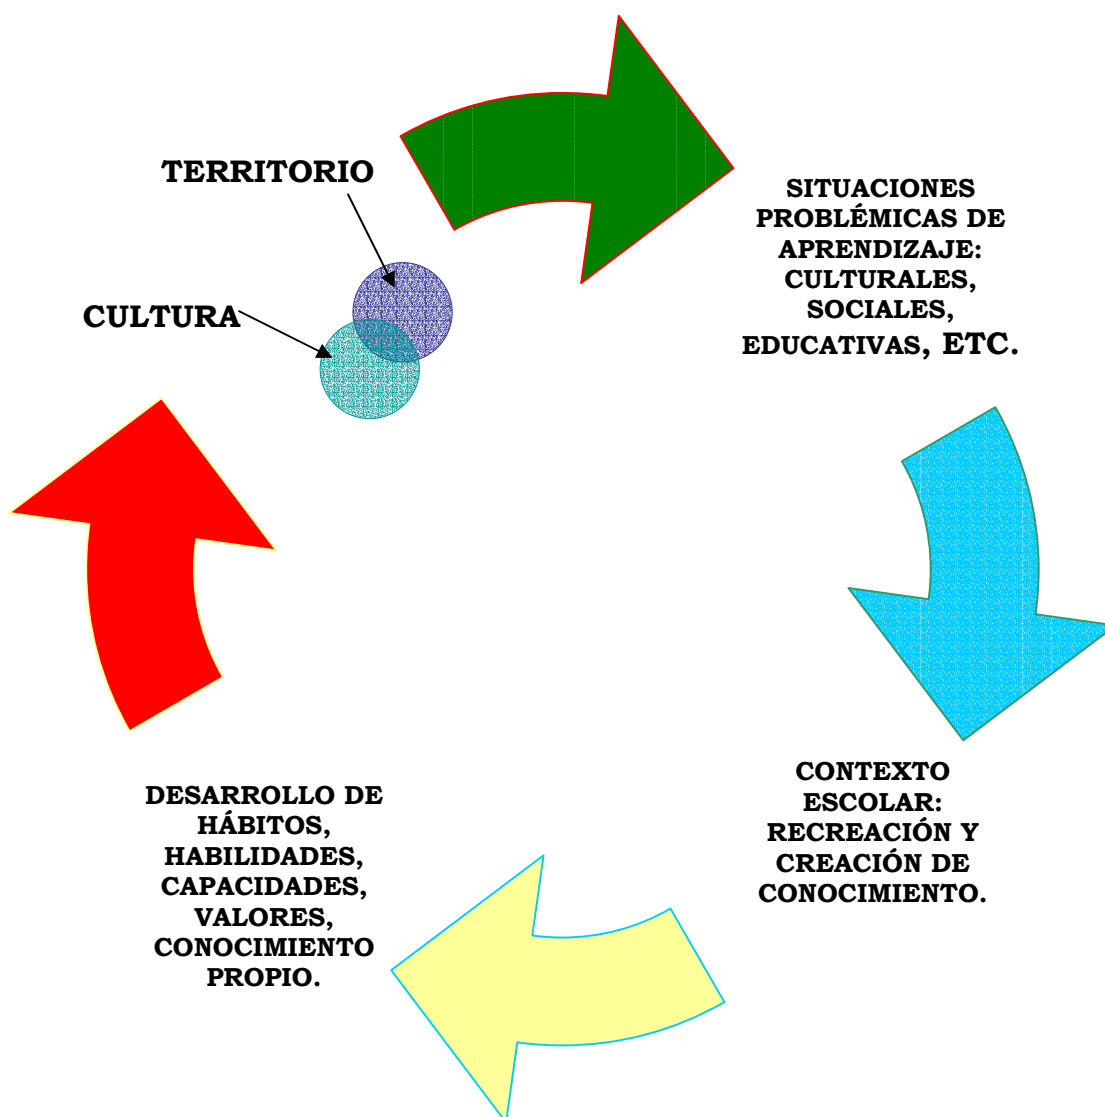 TERRITORIO
CULTURA
SITUACIONES
PROBLÉMICAS DE
APRENDIZAJE:
CULTURALES,
SOCIALES,
EDUCATIVAS, ETC.
CONTEXTO
ESCOLAR:
RECREACIÓN Y
CREACIÓN DE
CONOCIMIENTO.
DESARROLLO DE
HÁBITOS,
HABILIDADES,
CAPACIDADES,
VALORES,
CONOCIMIENTO
PROPIO.